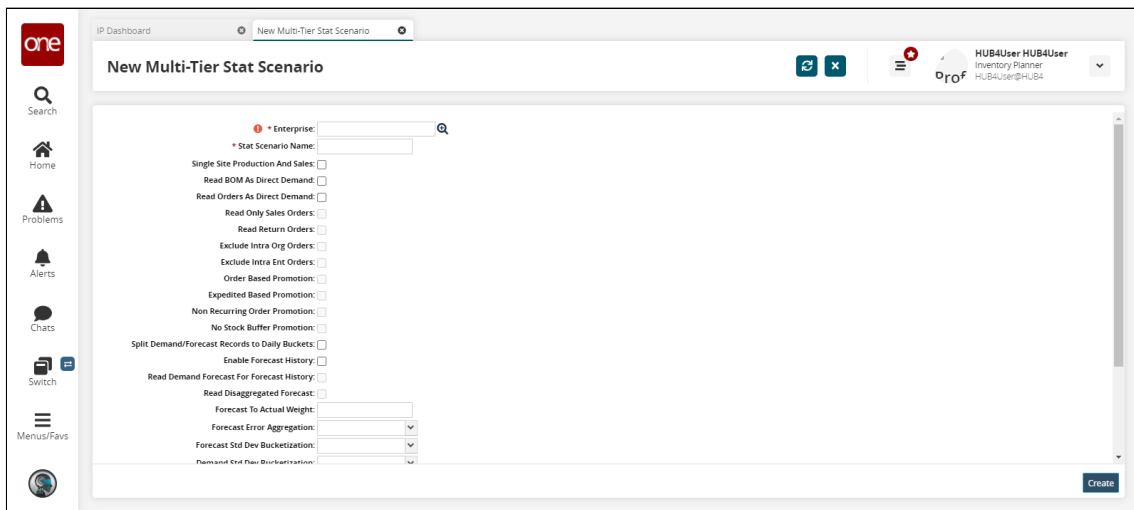 one
IP Dashboard
New Multi-Tier Stat Scenario
New Multi-Tier Stat Scenario
Prof
HUB4User HUB4User
Inventory Planner
HUB4User@HUB4
Search
Home
Problems
Alerts
Chats
Switch
Menus/Favs
* Enterprise:
* Stat Scenario Name:
Single Site Production And Sales:
Read BOM As Direct Demand:
Read Orders As Direct Demand:
Read Only Sales Orders:
Read Return Orders:
Exclude Intra Org Orders:
Exclude Intra Ent Orders:
Order Based Promotion:
Expedited Based Promotion:
Non Recurring Order Promotion:
No Stock Buffer Promotion:
Split Demand/Forecast Records to Daily Buckets:
Enable Forecast History:
Read Demand Forecast For Forecast History:
Read Disaggregated Forecast:
Forecast To Actual Weight:
Forecast Error Aggregation:
Forecast Std Dev Bucketization:
Demand Std Dev Bucketization:
Create